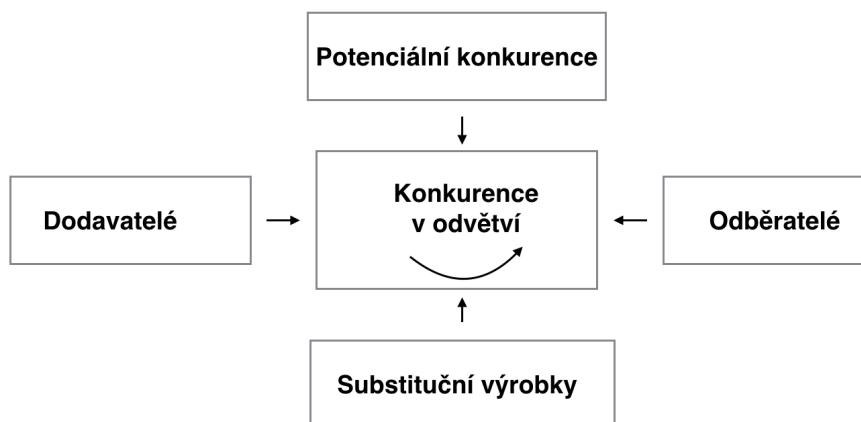 Potenciální konkurence
Dodavatelé
Konkurence
v odvětví
Odběratelé
Substituční výrobky